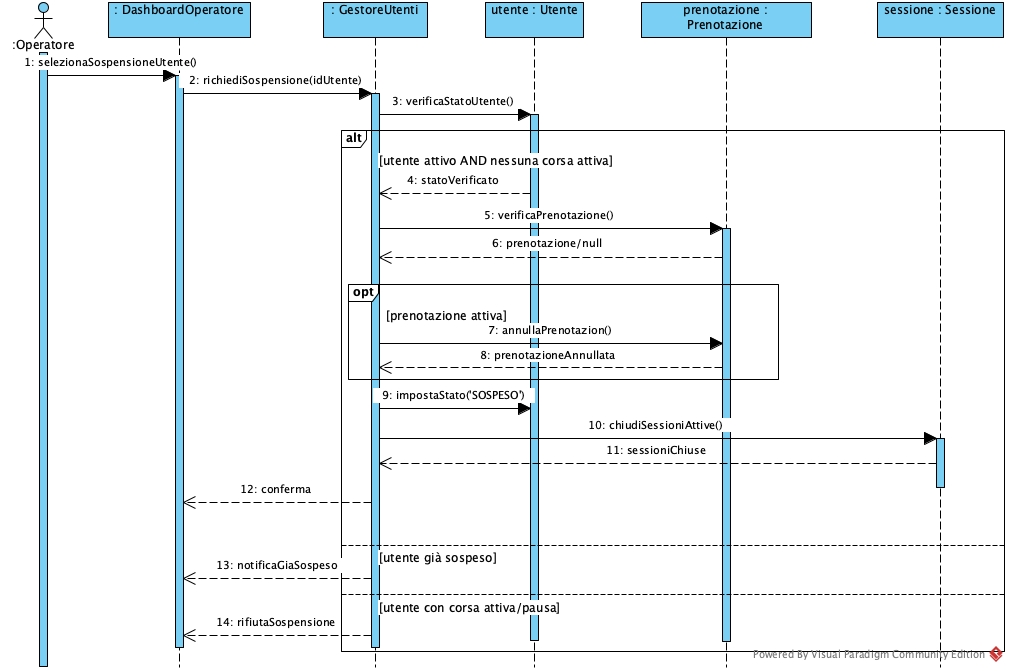 : DashboardOperatore
: GestoreUtenti
utente : Utente
prenotazione :
Prenotazione
sessione : Sessione
:Operatore
1: selezionaSospensioneUtente()
2: richiediSospensione(idUtente)
3: verificaStatoUtente()
alt
[utente attivo AND nessuna corsa attiva]
4: statoVerificato
5: verificaPrenotazione()
6: prenotazione/null
opt
[prenotazione attiva]
7: annullaPrenotazion()
8: prenotazioneAnnullata
9: impostaStato('SOSPESO')
10: chiudiSessioniAttive()
11: sessioniChiuse
12: conferma
[utente già sospeso]
13: notificaGiaSospeso
[utente con corsa attiva/pausa]
14: rifiutaSospensione
Powered By Visual Paradigm Community Edition